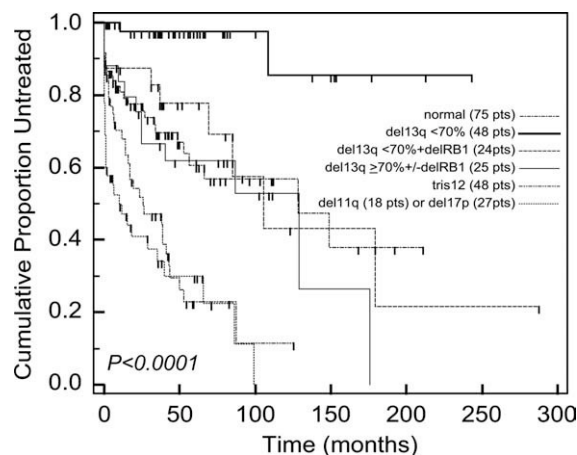 Cumulative Proportion Untreated
1.0
0.8
0.6
0.4
0.2
0.0
normal (75 pts)
del13q <70% (48 pts)
del13q <70%+delRB1 (24pts)
del13q ≥70%+/-delRB1 (25 pts)
tris12 (48 pts)
del11q (18 pts) or del17p (27pts)
P<0.0001
0 50 100 150 200 250 300
Time (months)